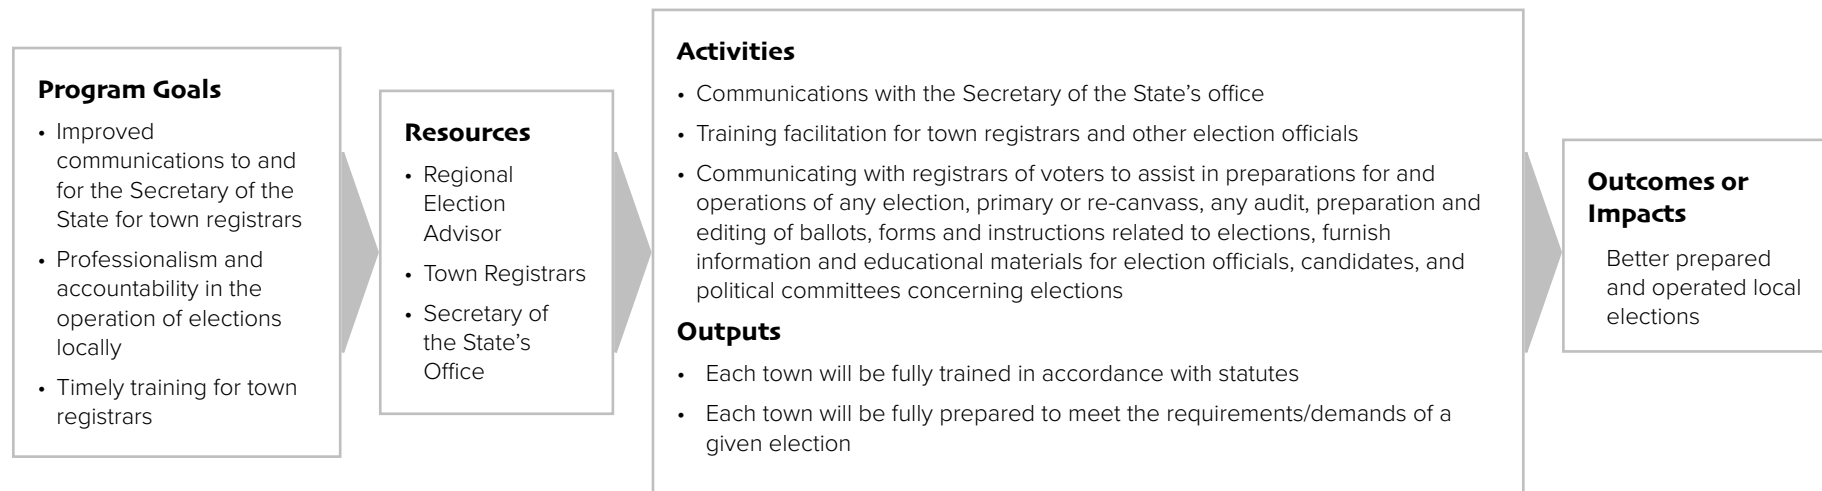 Program Goals
• Improved
communications to and
for the Secretary of the
State for town registrars
• Professionalism and
accountability in the
operation of elections
locally
• Timely training for town
registrars
Resources
• Regional
Election
Advisor
• Town Registrars
• Secretary of
the State's
Office
Activities
• Communications with the Secretary of the State's office
• Training facilitation for town registrars and other election officials
• Communicating with registrars of voters to assist in preparations for and
operations of any election, primary or re-canvass, any audit, preparation and
editing of ballots, forms and instructions related to elections, furnish
information and educational materials for election officials, candidates, and
political committees concerning elections
Outputs
• Each town will be fully trained in accordance with statutes
• Each town will be fully prepared to meet the requirements/demands of a
given election
Outcomes or
Impacts
Better prepared
and operated local
elections